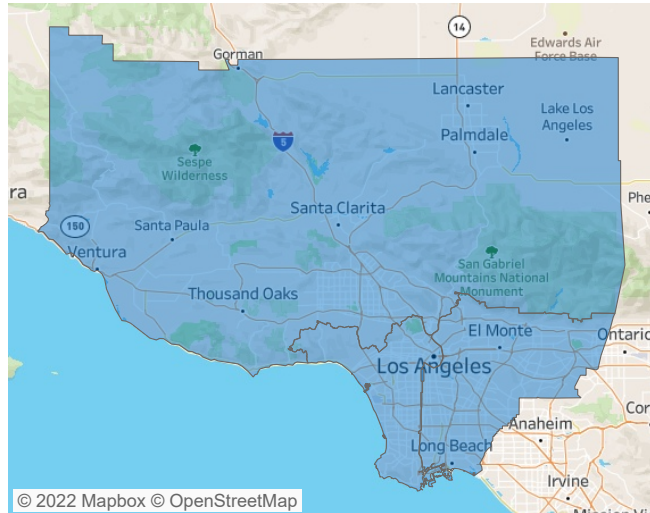 Gorman
14
Edwards Air
Force Base
Lancaster
Lake Los
Angeles
Palmdale
5
Sespe
Wilderness
ra
Phe
Santa Clarita
150
Santa Paula
Ventura
San Gabriel
Mountains National
Monument
Thousand Oaks
El Monte
Ontario
Los Angeles
Cor
Anaheim
Long Beach
Irvine
© 2022 Mapbox © OpenStreetMap
Mission Vi